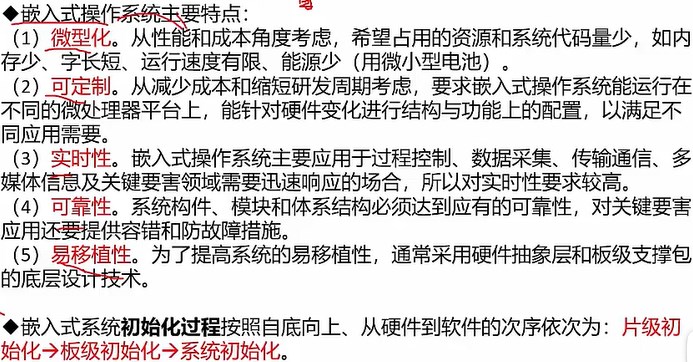 ◆嵌入式操作系统主要特点：
（1）微型化。从性能和成本角度考虑，希望占用的资源和系统代码量少，如内
存少、字长短、运行速度有限、能源少（用微小型电池）。
（2）可定制。从减少成本和缩短研发周期考虑，要求嵌入式操作系统能运行在
不同的微处理器平台上，能针对硬件变化进行结构与功能上的配置，以满足不
同应用需要。
（3）实时性。嵌入式操作系统主要应用于过程控制、数据采集、传输通信、多
媒体信息及关键要害领域需要迅速响应的场合，所以对实时性要求较高。
（4）可靠性。系统构件、模块和体系结构必须达到应有的可靠性，对关键要害
应用还要提供容错和防故障措施。
（5）易移植性。为了提高系统的易移植性，通常采用硬件抽象层和板级支撑包
的底层设计技术。
◆嵌入式系统初始化过程按照自底向上、从硬件到软件的次序依次为：片级初
始化→板级初始化→系统初始化。